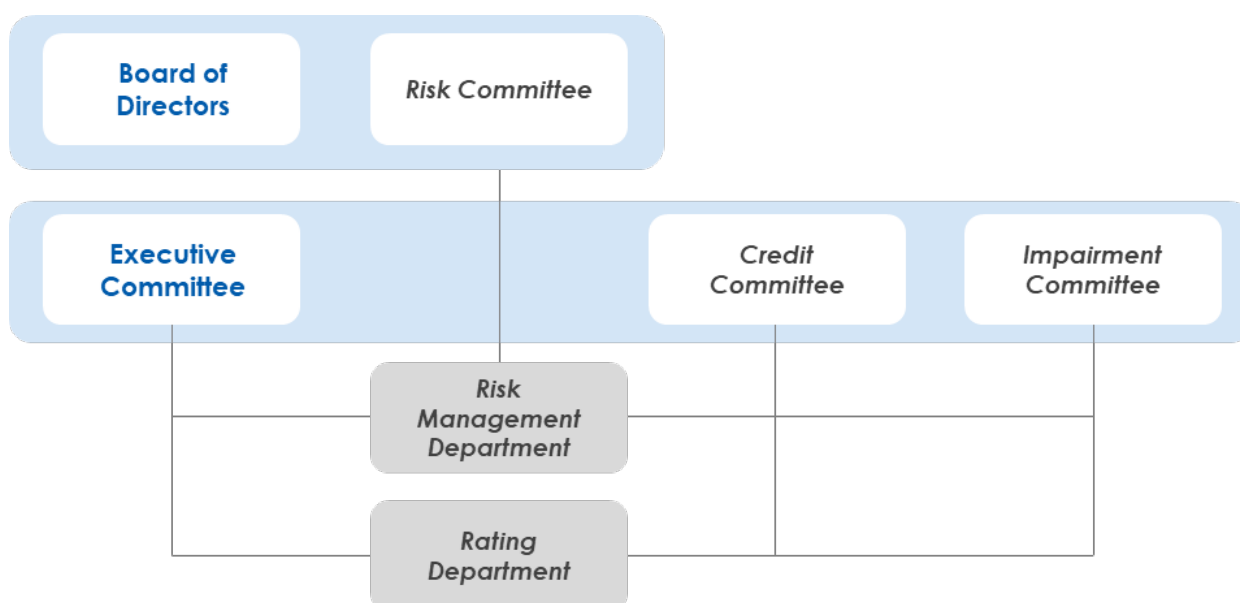 Board of
Directors
Risk Committee
Executive
Committee
Credit
Committee
Impairment
Committee
Risk
Management
Department
Rating
Department